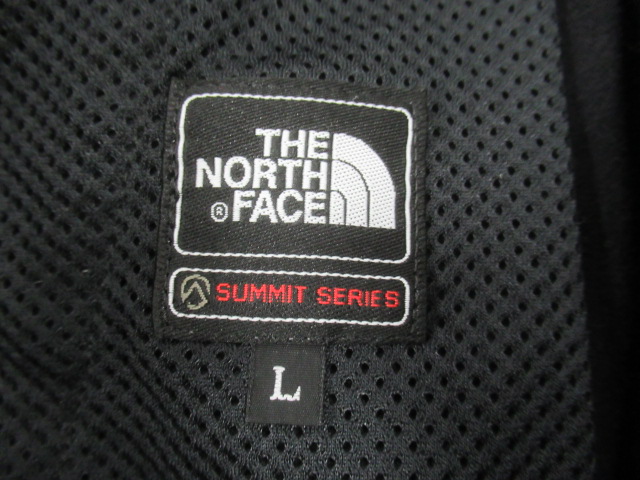 THE
NORTH
® FACE
SUMMIT SERIES
L